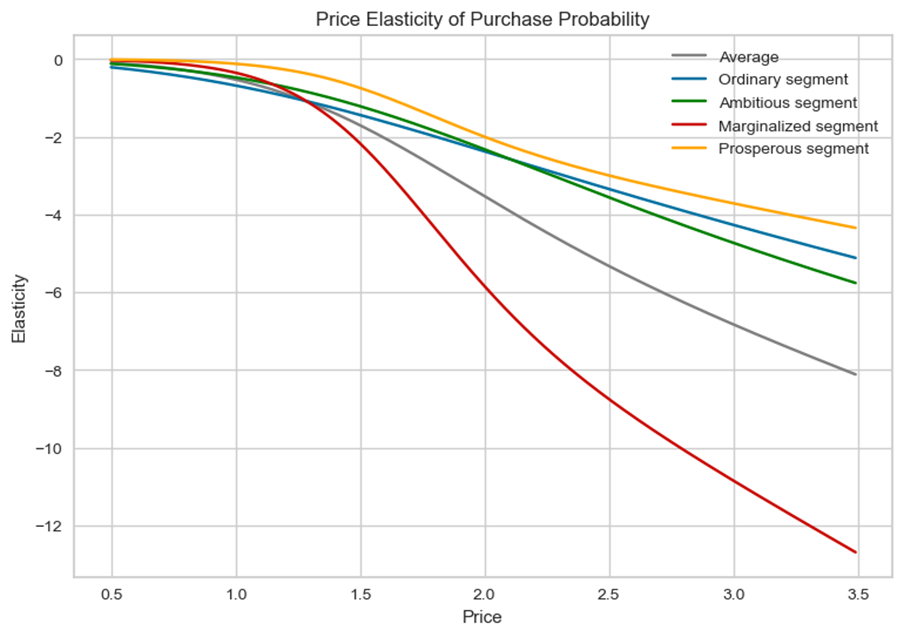 Price Elasticity of Purchase Probability
Average
Ordinary segment
Ambitious segment
Marginalized segment
Prosperous segment
Elasticity
0
−2
−4
−6
−8
−10
−12
0.5 1.0 1.5 2.0 2.5 3.0 3.5
Price